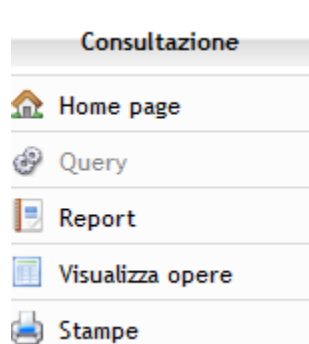 Consultazione
Home page
Query
Report
Visualizza opere
Stampe